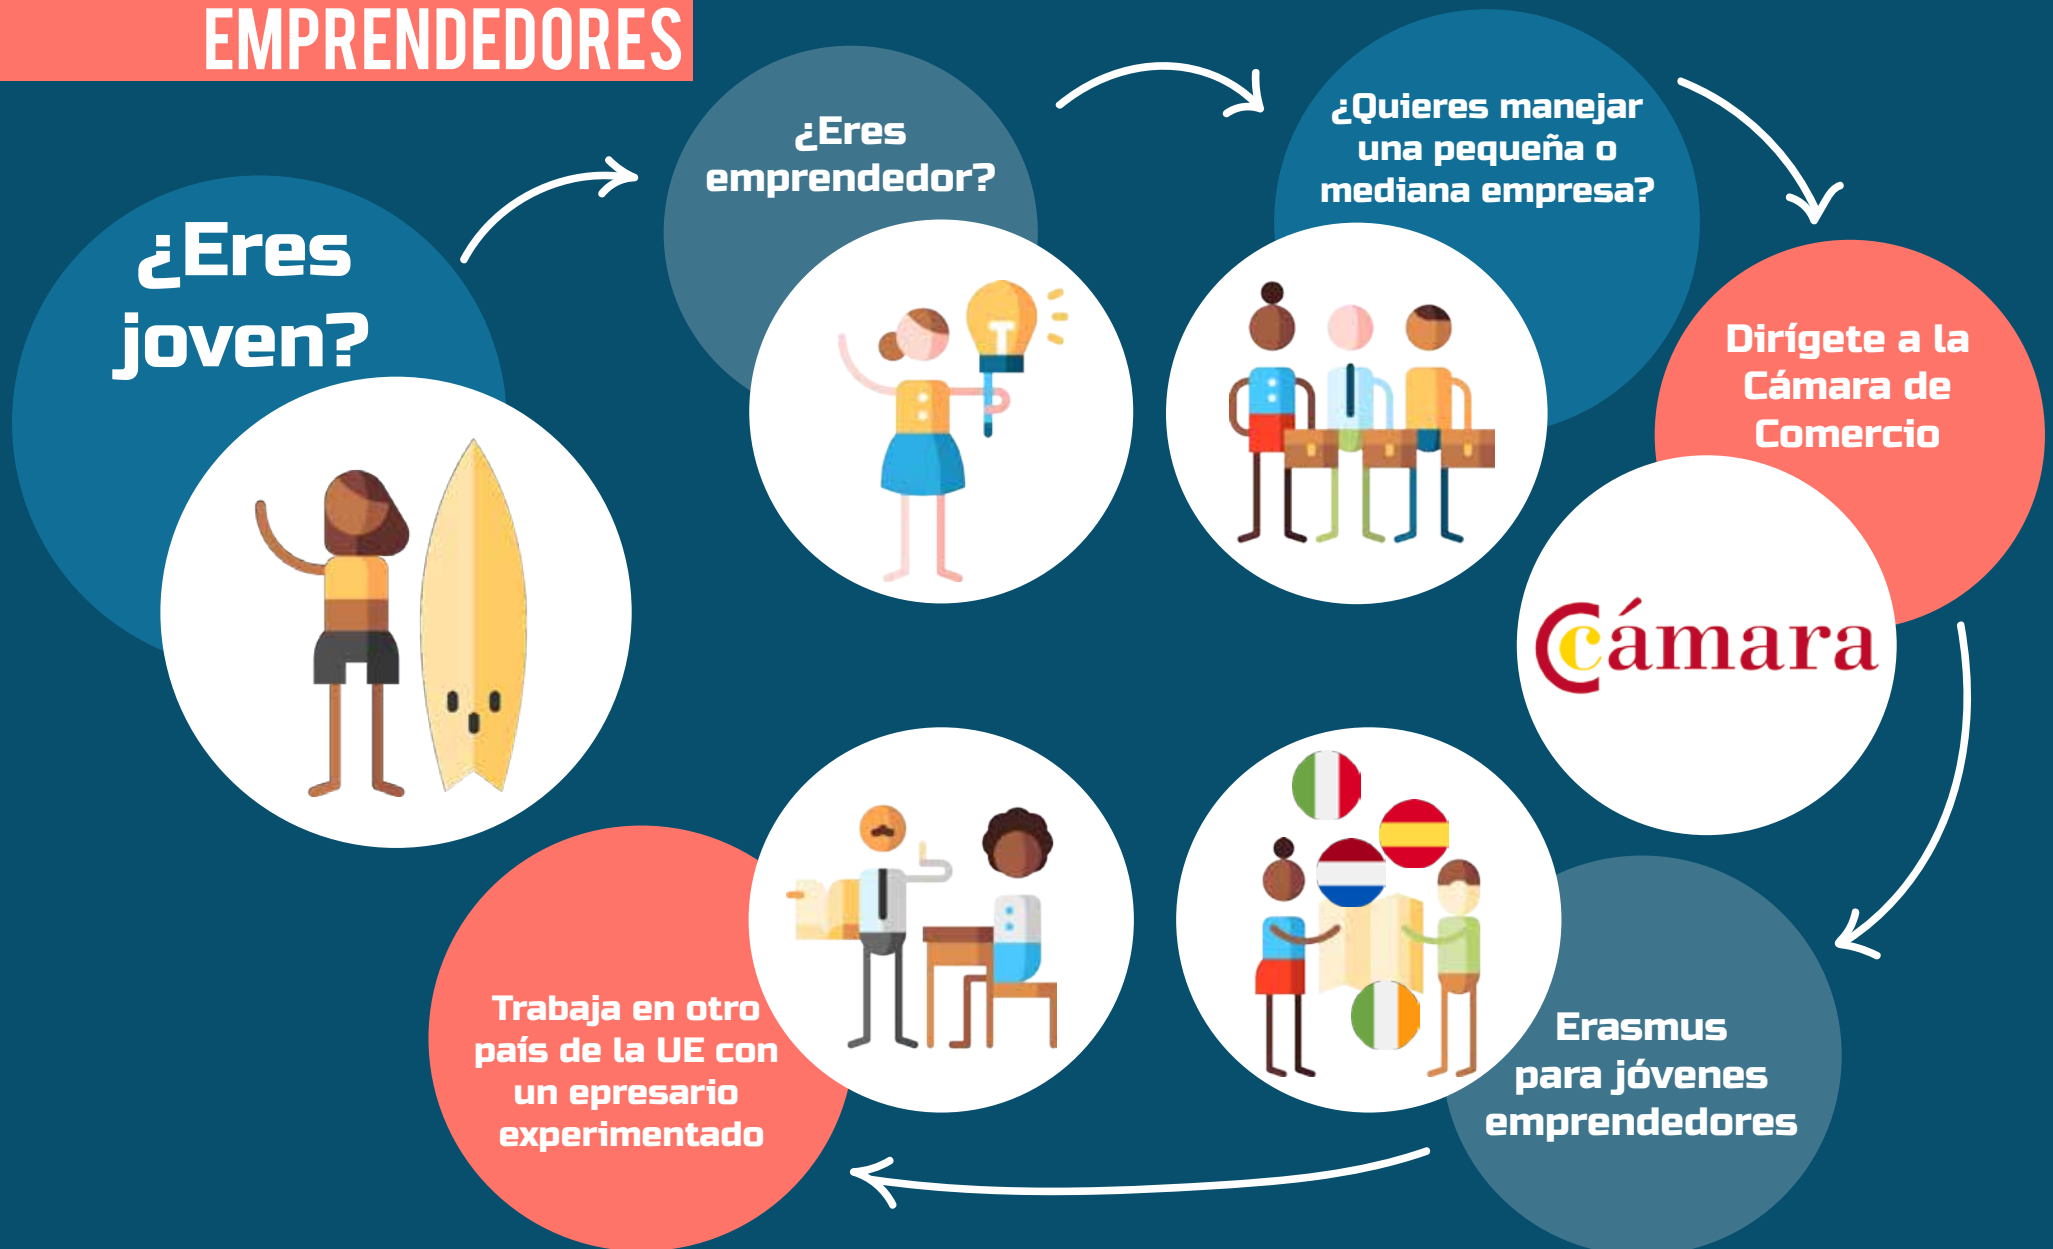 EMPRENDEDORES
¿Eres
joven?
¿Eres
emprendedor?
¿Quieres manejar
una pequeña o
mediana empresa?
Dirígete a la
Cámara de
Comercio
Cámara
Erasmus
para jóvenes
emprendedores
Trabaja en otro
país de la UE con
un epresario
experimentado